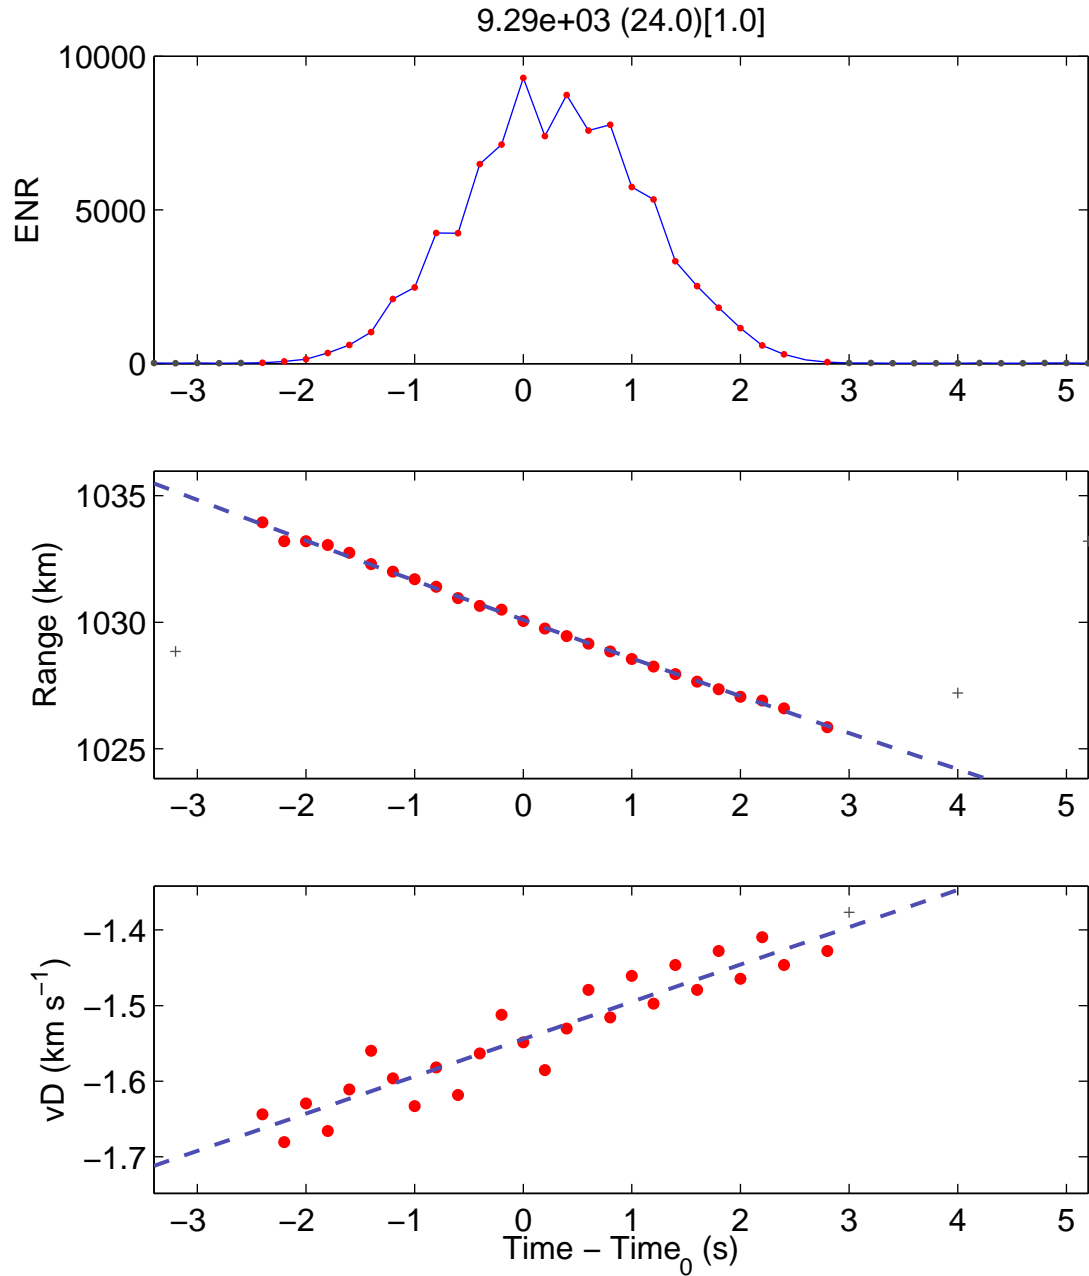 9.29e+03 (24.0)[1.0]
10000
5000
0
ENR
−3 −2 −1 0 1 2 3 4 5
1035
1030
1025
Range (km)
−3 −2 −1 0 1 2 3 4 5
−1.4
−1.5
−1.6
−1.7
vD (km s⁻¹)
−3 −2 −1 0 1 2 3 4 5
Time − Time₀ (s)